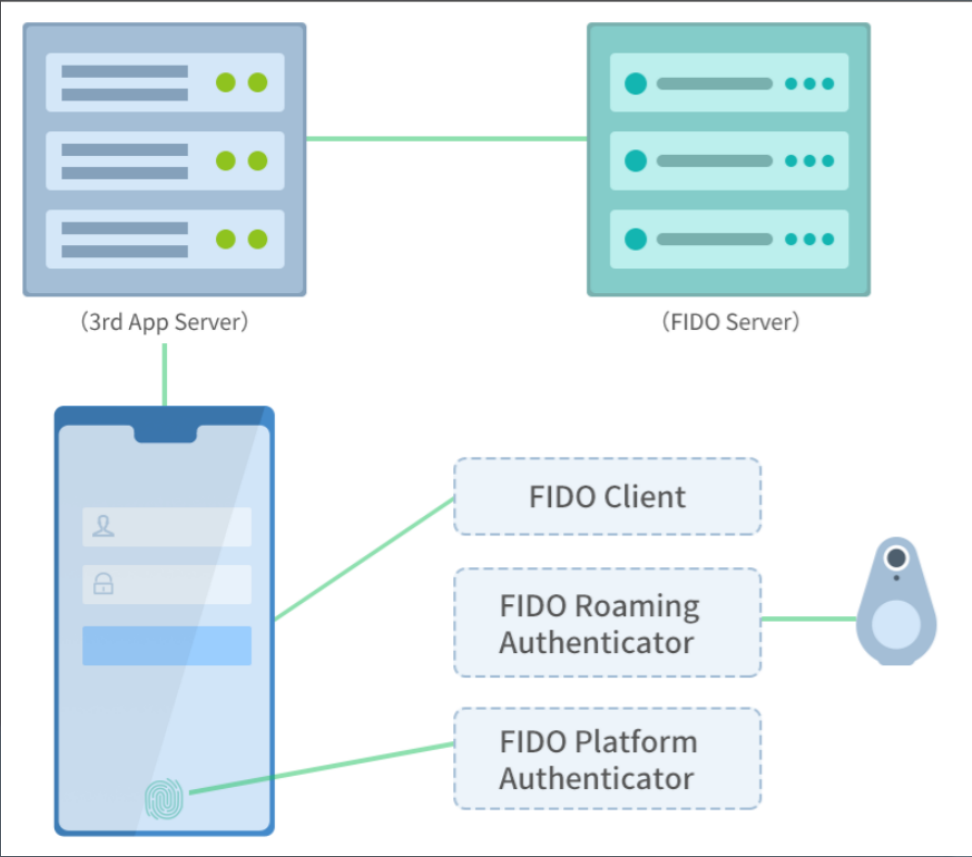 （3rd App Server）
（FIDO Server）
FIDO Client
FIDO Roaming
Authenticator
FIDO Platform
Authenticator